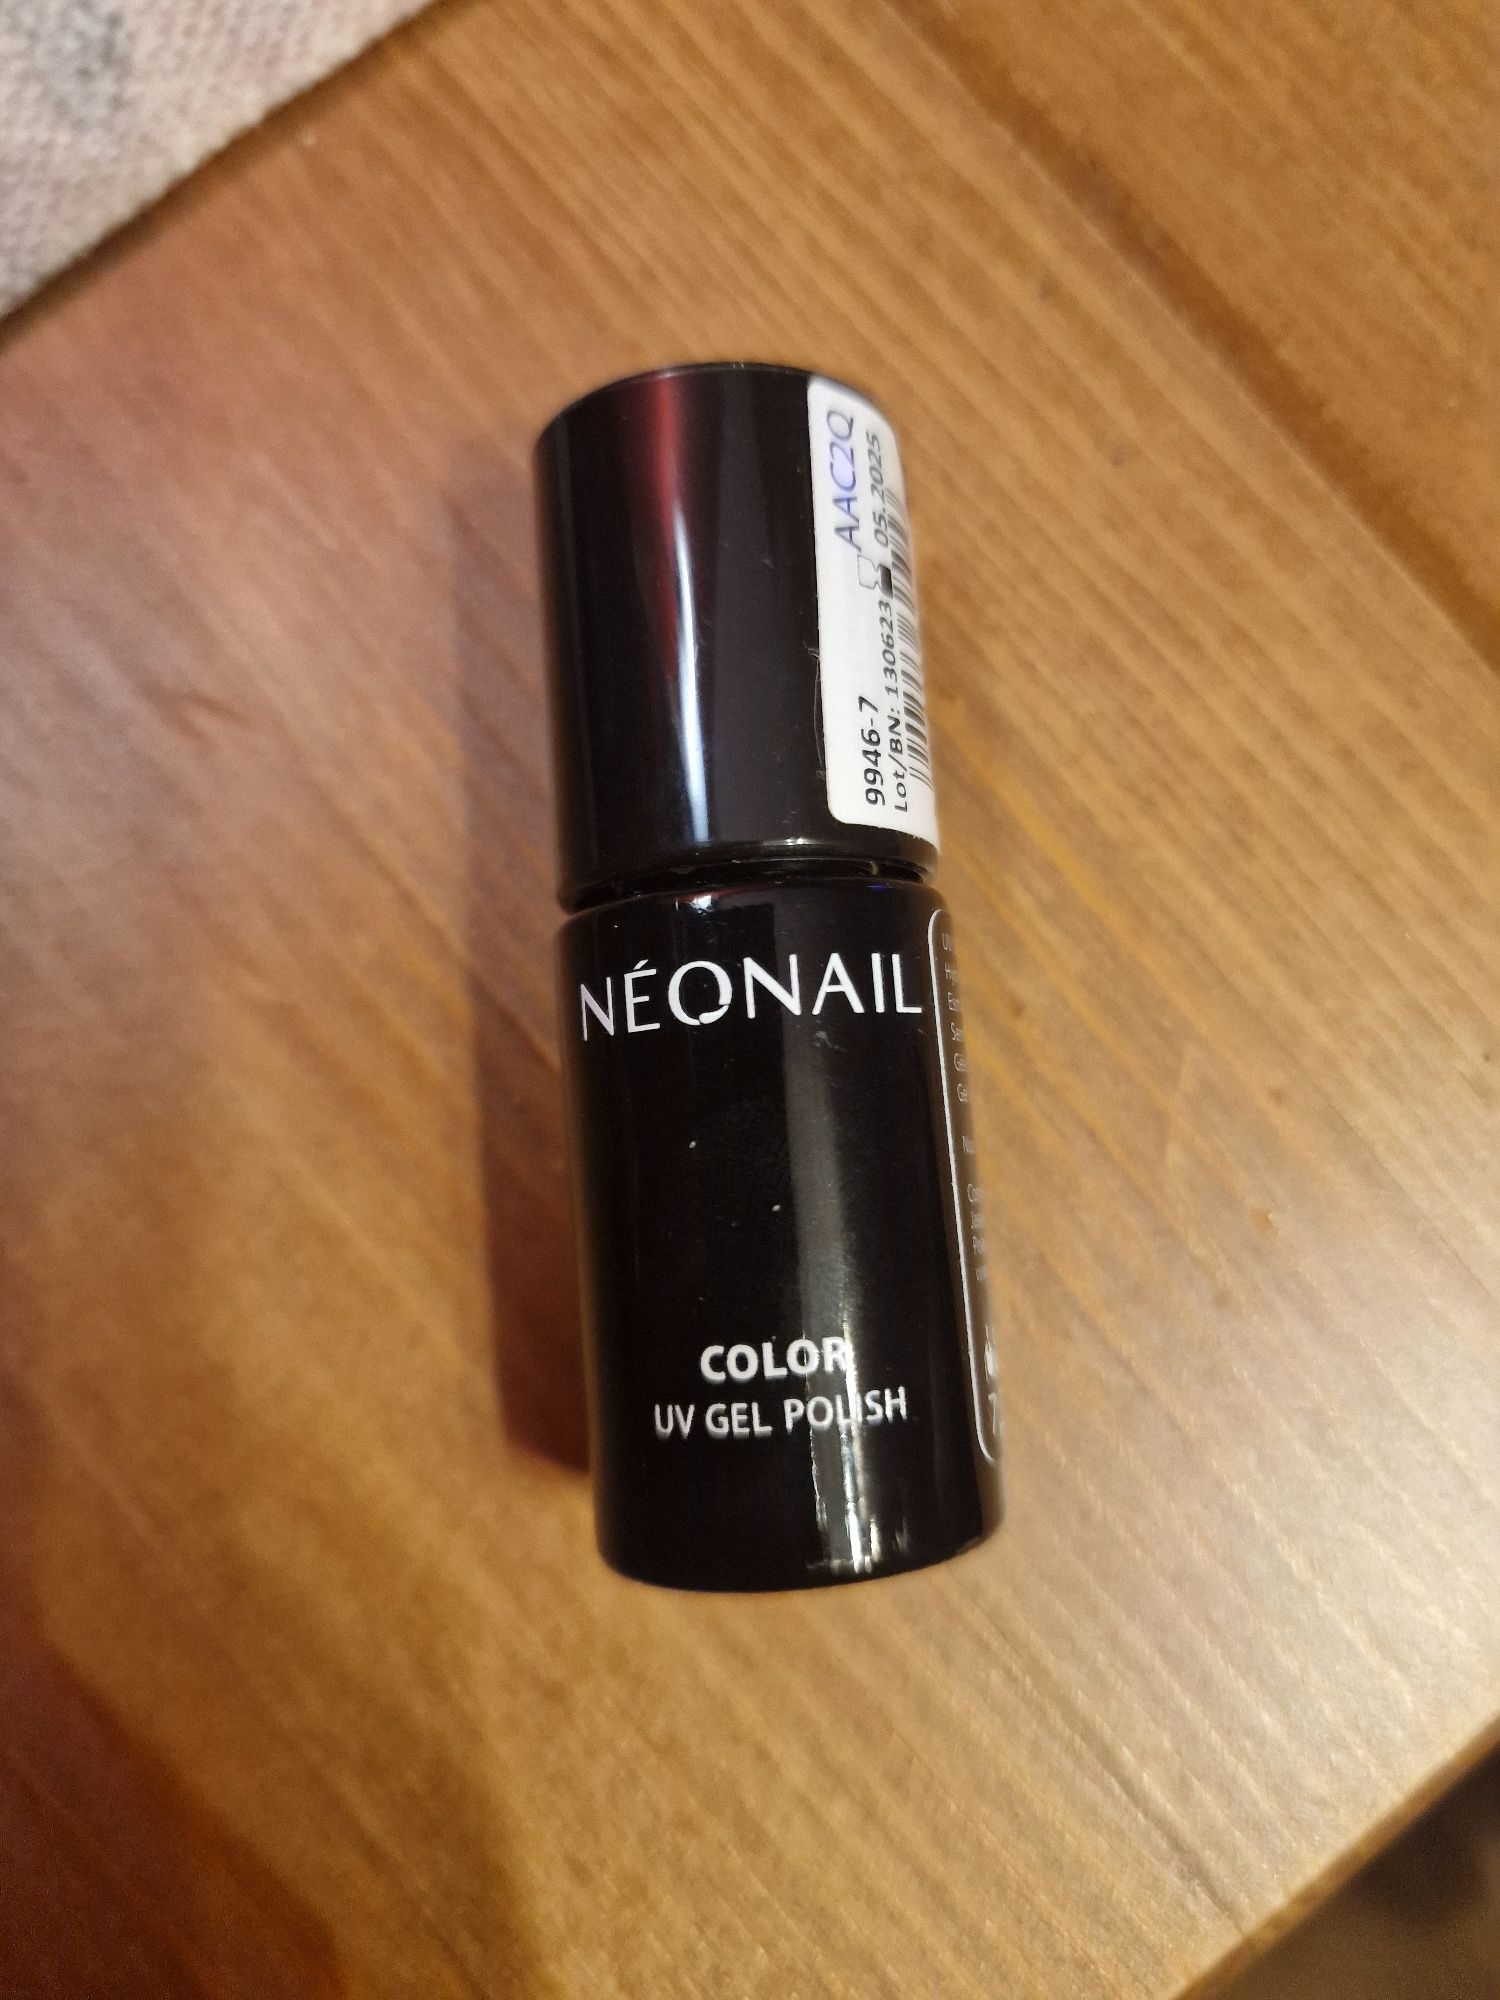 AAC2Q
05.2025
9946-7
Lot/BN: 130623
NÉONAIL
COLOR
UV GEL POLISH